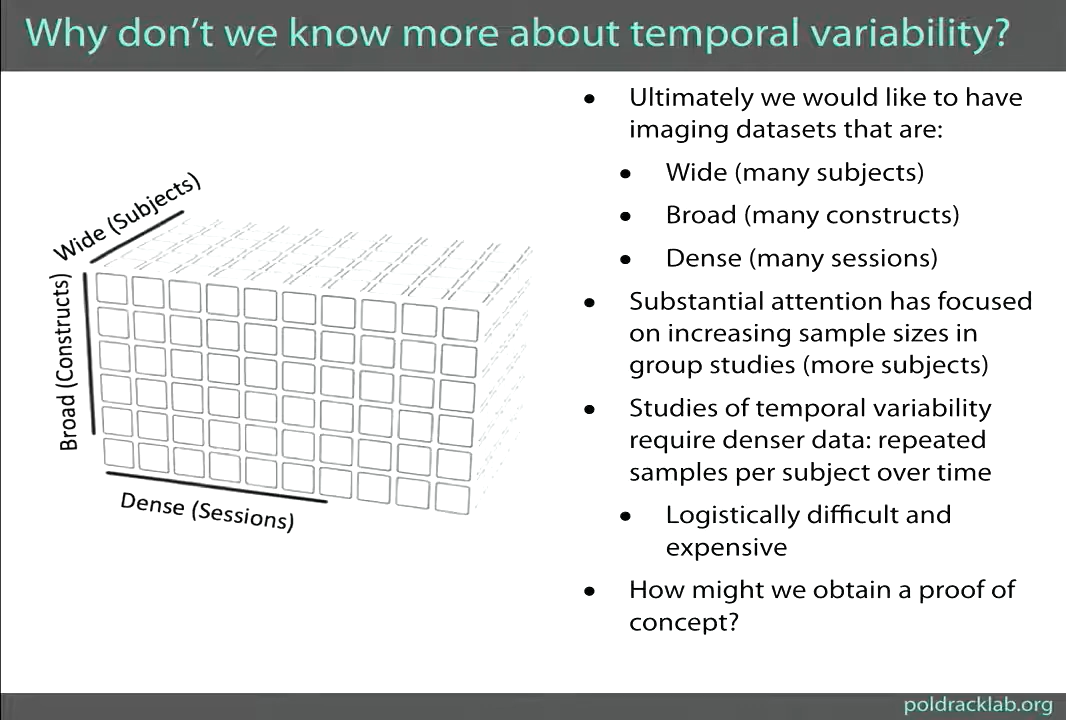 Why don't we know more about temporal variability?
Wide (Subjects)
Broad (Constructs)
Dense (Sessions)
• Ultimately we would like to have
imaging datasets that are:
• Wide (many subjects)
• Broad (many constructs)
• Dense (many sessions)
• Substantial attention has focused
on increasing sample sizes in
group studies (more subjects)
• Studies of temporal variability
require denser data: repeated
samples per subject over time
• Logistically difficult and
expensive
• How might we obtain a proof of
concept?
poldracklab.org